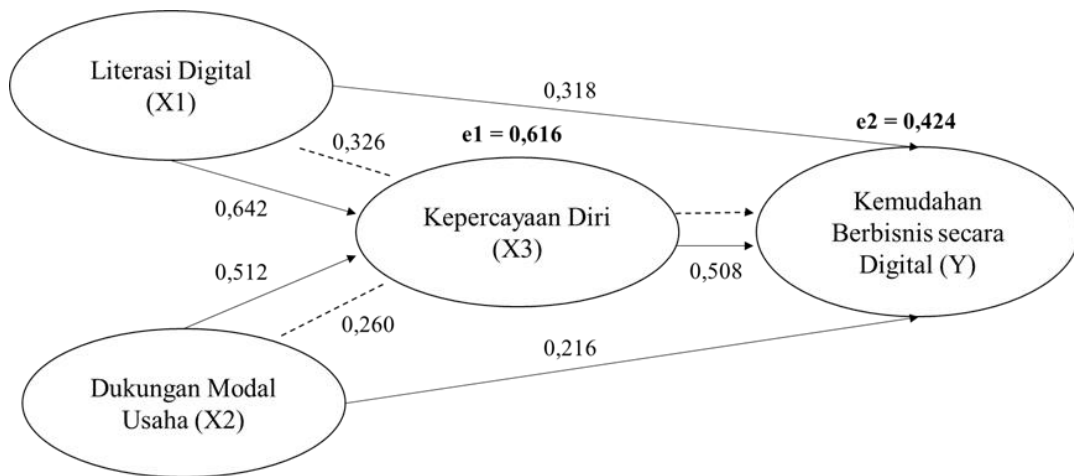 Literasi Digital
(X1)
0,318
e1 = 0,616
e2 = 0,424
0,326
0,642
Kepercayaan Diri
(X3)
Kemudahan
Berbisnis secara
Digital (Y)
0,512
0,508
0,260
0,216
Dukungan Modal
Usaha (X2)